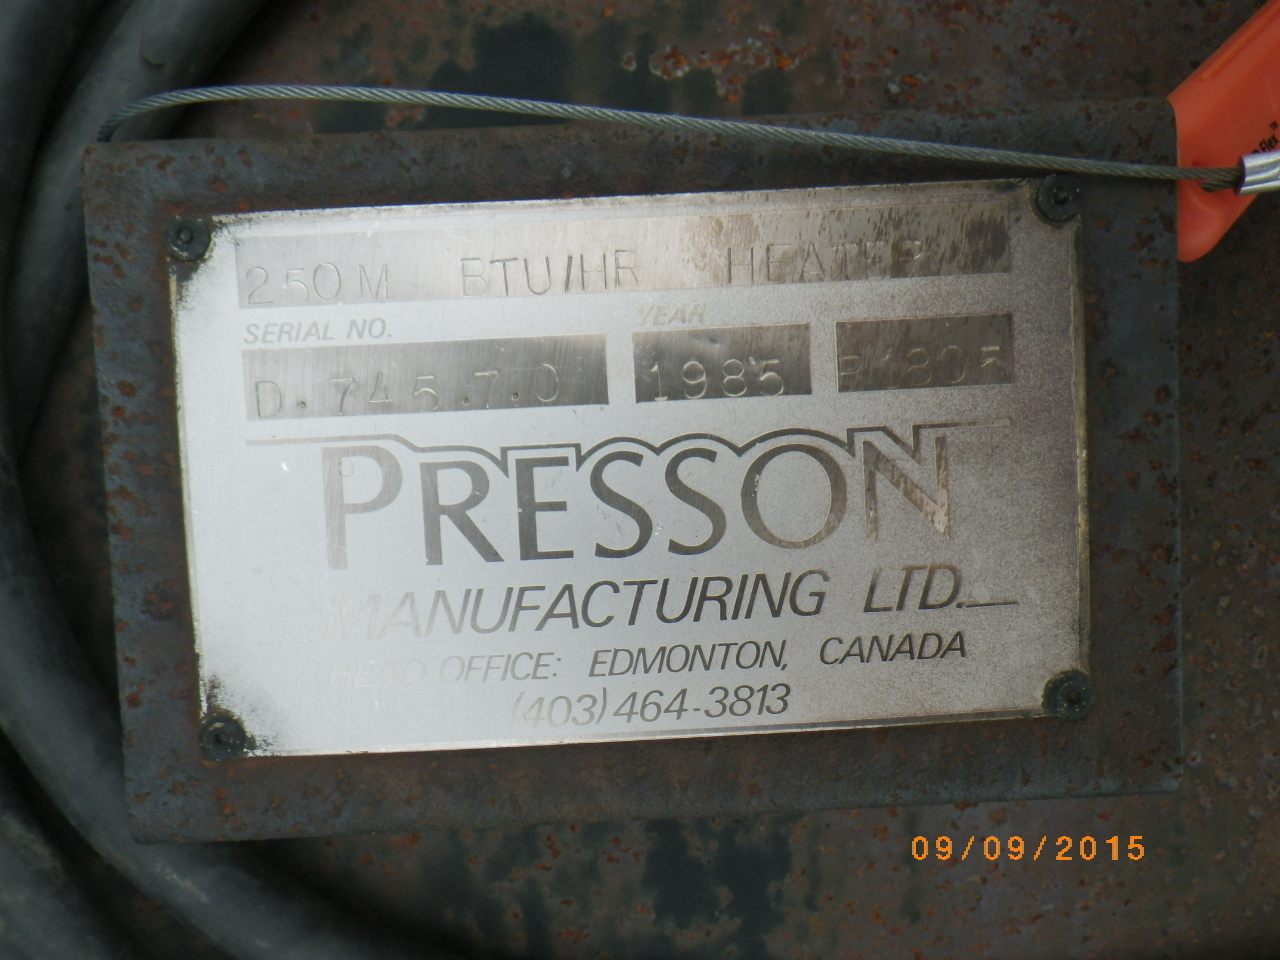 250M BTU/HR HEATER
SERIAL NO. YEAR
D.745.7.0 1985
PRESSON
MANUFACTURING LTD.
HEAD OFFICE: EDMONTON, CANADA
(403) 464-3813
09/09/2015